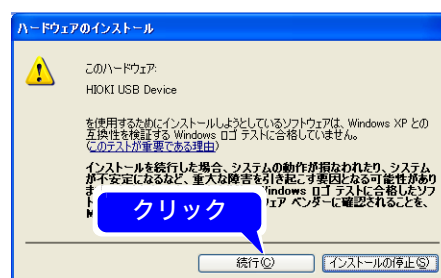 ハードウェアのインストール
このハードウェア:
HIOKI USB Device
を使用するためにインストールしようとしているソフトウェアは、Windows XP との
互換性を検証する Windows ロゴ テストに合格していません。
(このテストが重要である理由)
インストールを続行した場合、システムの動作が損なわれたり、システム
が不安定になるなど、重大な障害を引き起こす要因となる可能性があり
Windows ロゴ テストに合格したソフ
ウェア ベンダーに確認されることを、
クリック
続行(C)
インストールの停止(S)